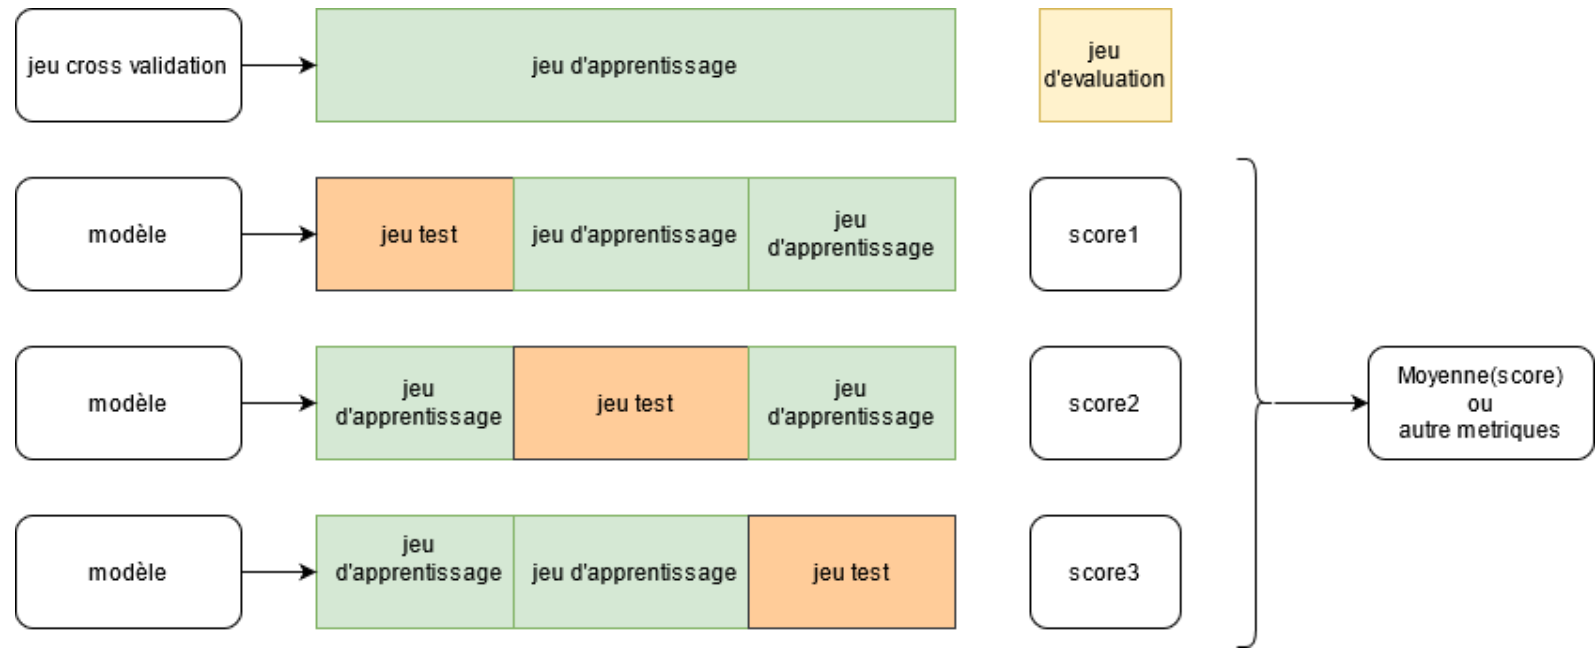 jeu cross validation
jeu d'apprentissage
jeu
d'evaluation
modèle
jeu test
jeu d'apprentissage
jeu
d'apprentissage
score1
modèle
jeu
d'apprentissage
jeu test
jeu
d'apprentissage
score2
Moyenne(score)
ou
autre metriques
modèle
jeu
d'apprentissage
jeu d'apprentissage
jeu test
score3